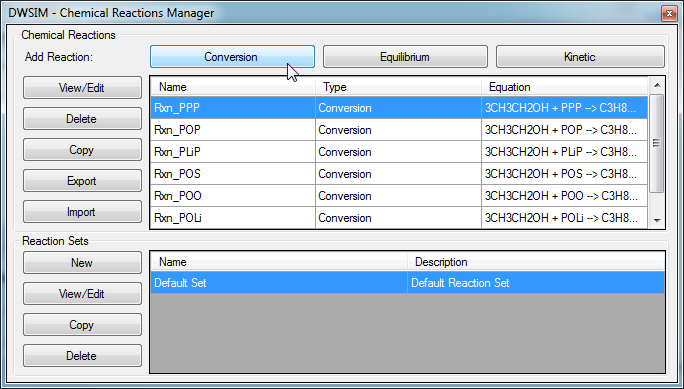 DWSIM - Chemical Reactions Manager
Chemical Reactions
Add Reaction: Conversion Equilibrium Kinetic
View/Edit
Delete
Copy
Export
Import
Name Type Equation
Rxn_PPP Conversion 3CH3CH2OH + PPP --> C3H8...
Rxn_POP Conversion 3CH3CH2OH + POP --> C3H8...
Rxn_PLiP Conversion 3CH3CH2OH + PLiP --> C3H8...
Rxn_POS Conversion 3CH3CH2OH + POS --> C3H8...
Rxn_POO Conversion 3CH3CH2OH + POO --> C3H8...
Rxn_POLi Conversion 3CH3CH2OH + POLi --> C3H8...
Reaction Sets
New
View/Edit
Copy
Delete
Name Description
Default Set Default Reaction Set